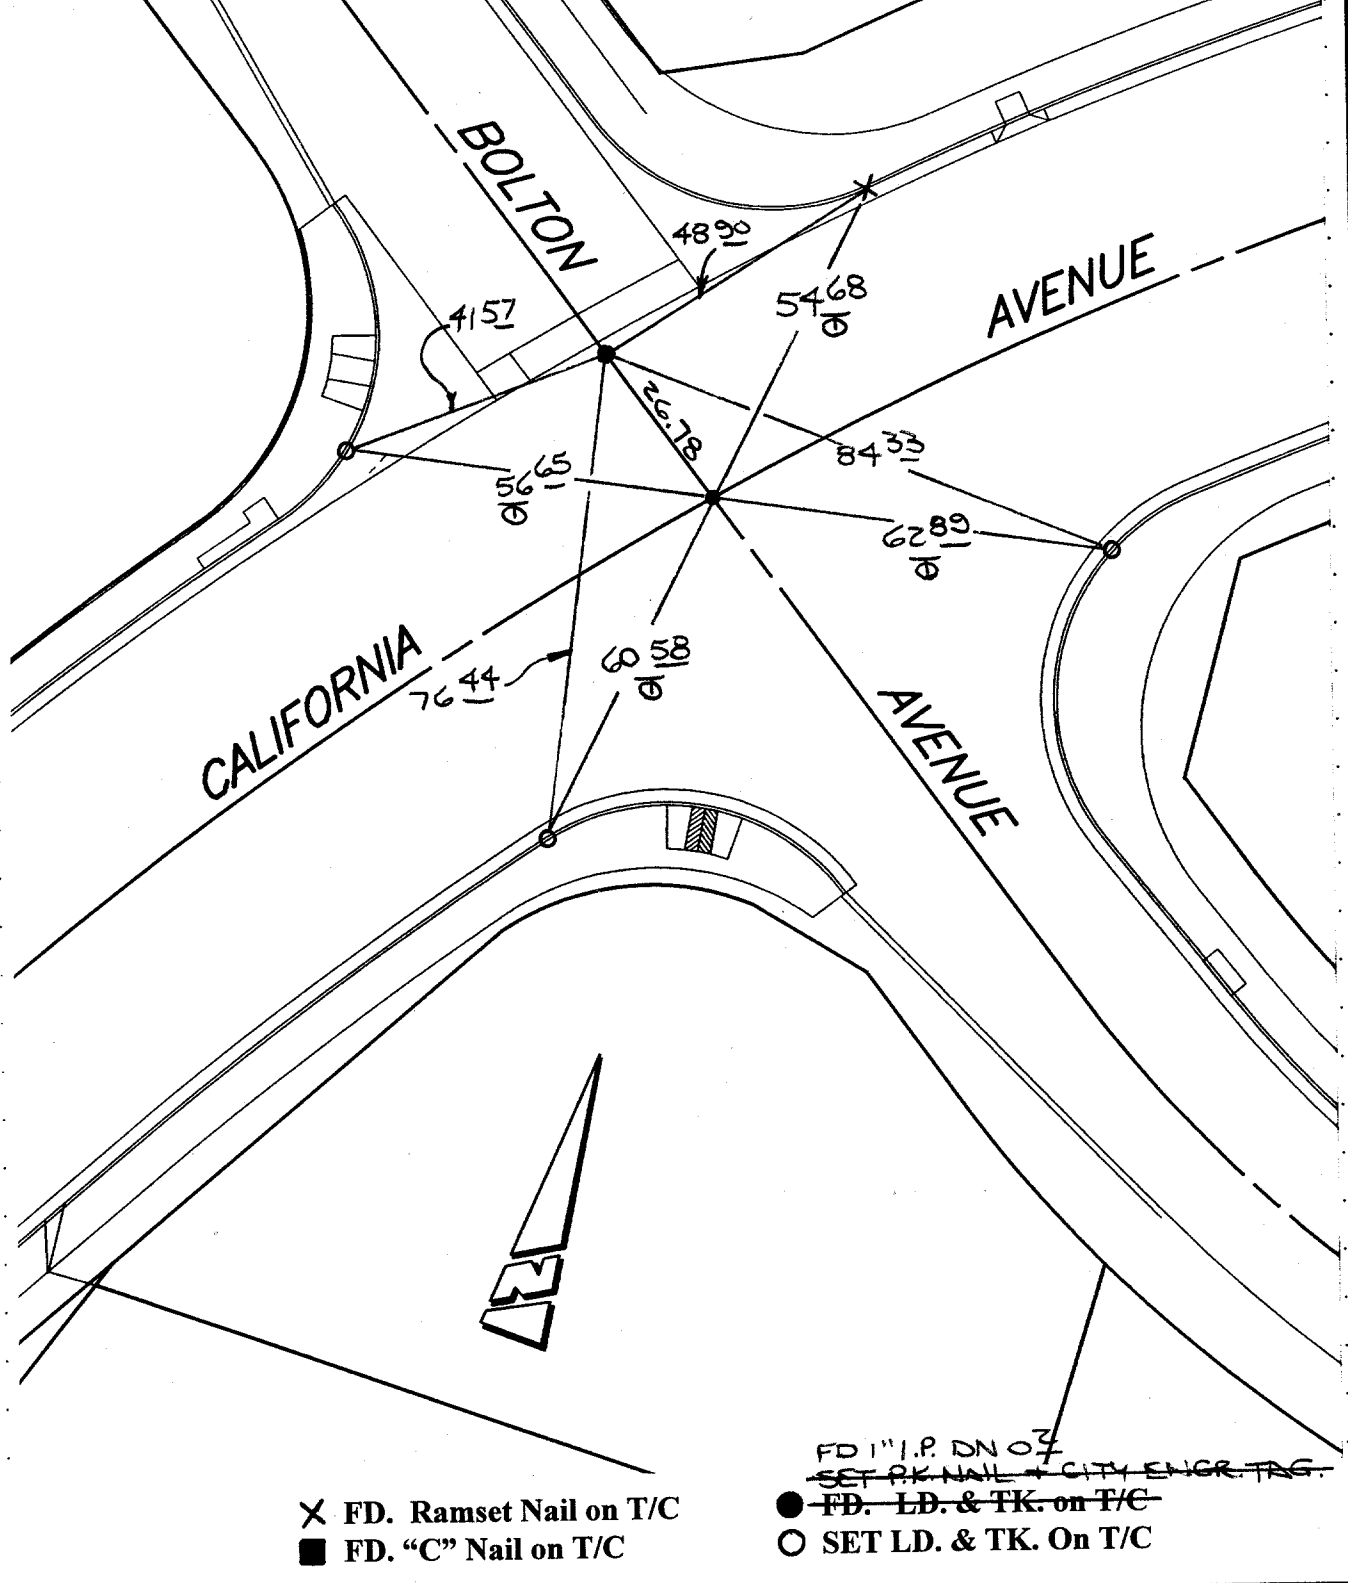 BOLTON
48 90
54 68
AVENUE
41 57
26.78
84 33
56 65
62 89
CALIFORNIA
60 58
76 44
AVENUE
N
FD 1" I.P. DN 0 3
SET P.K. NAIL + CITY ENGR. TAG.
FD. Ramset Nail on T/C
FD. LD. & TK. on T/C
FD. “C” Nail on T/C
SET LD. & TK. On T/C